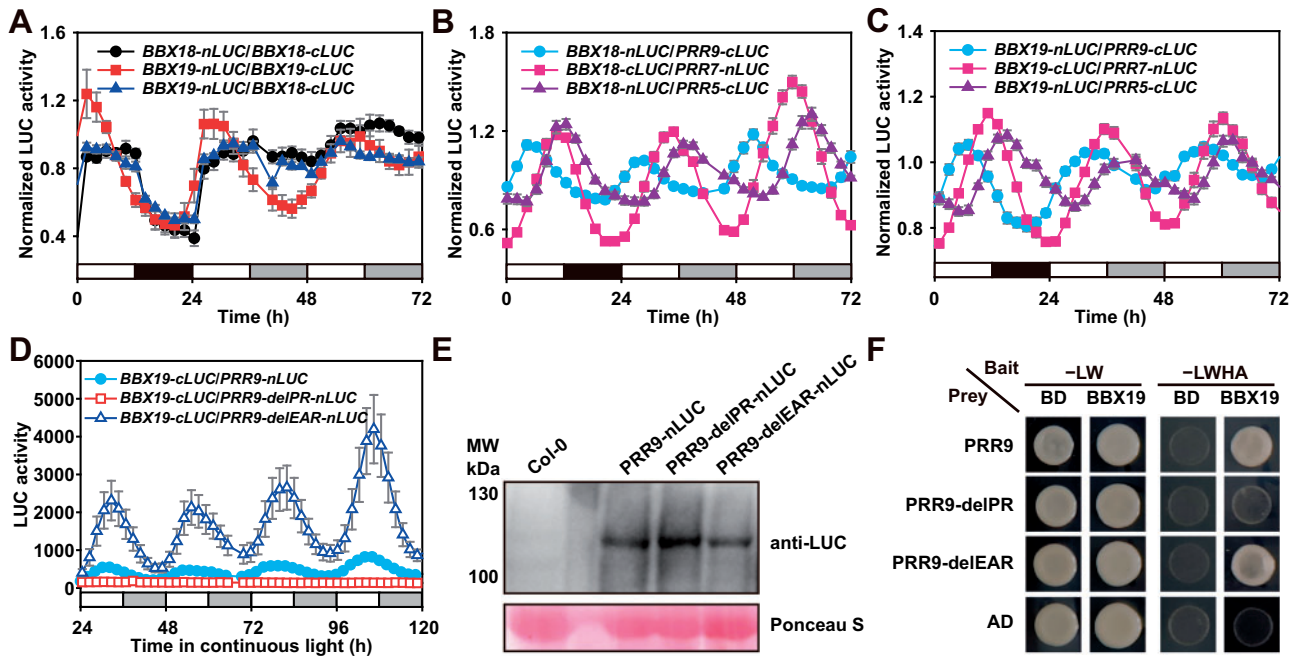 A
Normalized LUC activity
1.6
1.2
0.8
0.4
BBX18-nLUC/BBX18-cLUC
BBX19-nLUC/BBX19-cLUC
BBX19-nLUC/BBX18-cLUC
0 24 48 72
Time (h)
B
Normalized LUC activity
1.8
1.2
0.6
BBX18-nLUC/PRR9-cLUC
BBX18-cLUC/PRR7-nLUC
BBX18-nLUC/PRR5-cLUC
0 24 48 72
Time (h)
C
Normalized LUC activity
1.4
1.2
1.0
0.8
BBX19-nLUC/PRR9-cLUC
BBX19-cLUC/PRR7-nLUC
BBX19-nLUC/PRR5-cLUC
0 24 48 72
Time (h)
D
LUC activity
6000
5000
4000
3000
2000
1000
0
BBX19-cLUC/PRR9-nLUC
BBX19-cLUC/PRR9-delPR-nLUC
BBX19-cLUC/PRR9-delEAR-nLUC
24 48 72 96 120
Time in continuous light (h)
E
MW
kDa
Col-0
PRR9-nLUC
PRR9-delPR-nLUC
PRR9-delEAR-nLUC
130
100
anti-LUC
Ponceau S
F
Bait
Prey
−LW −LWHA
BD BBX19 BD BBX19
PRR9
PRR9-delPR
PRR9-delEAR
AD